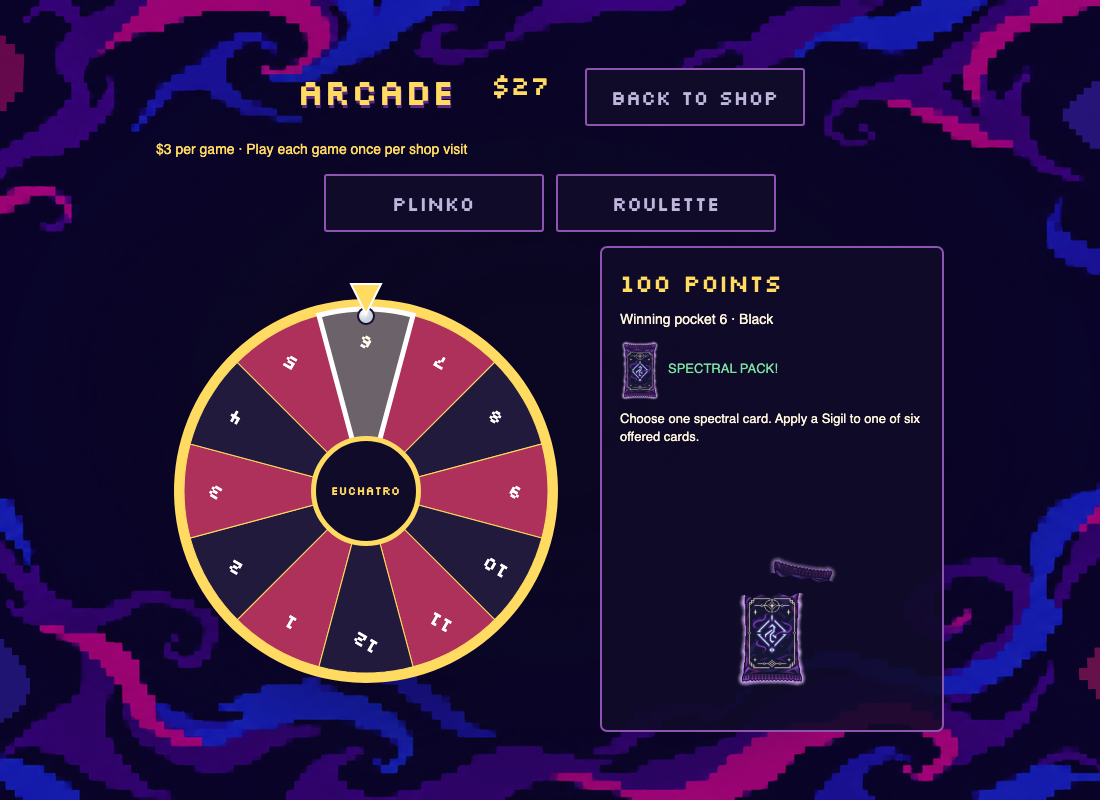 ARCADE
$27
BACK TO SHOP
$3 per game · Play each game once per shop visit
PLINKO
ROULETTE
100 POINTS
Winning pocket 6 · Black
SPECTRAL PACK!
Choose one spectral card. Apply a Sigil to one of six
offered cards.
6
7
8
9
10
11
12
1
2
3
4
5
EUCHATRO